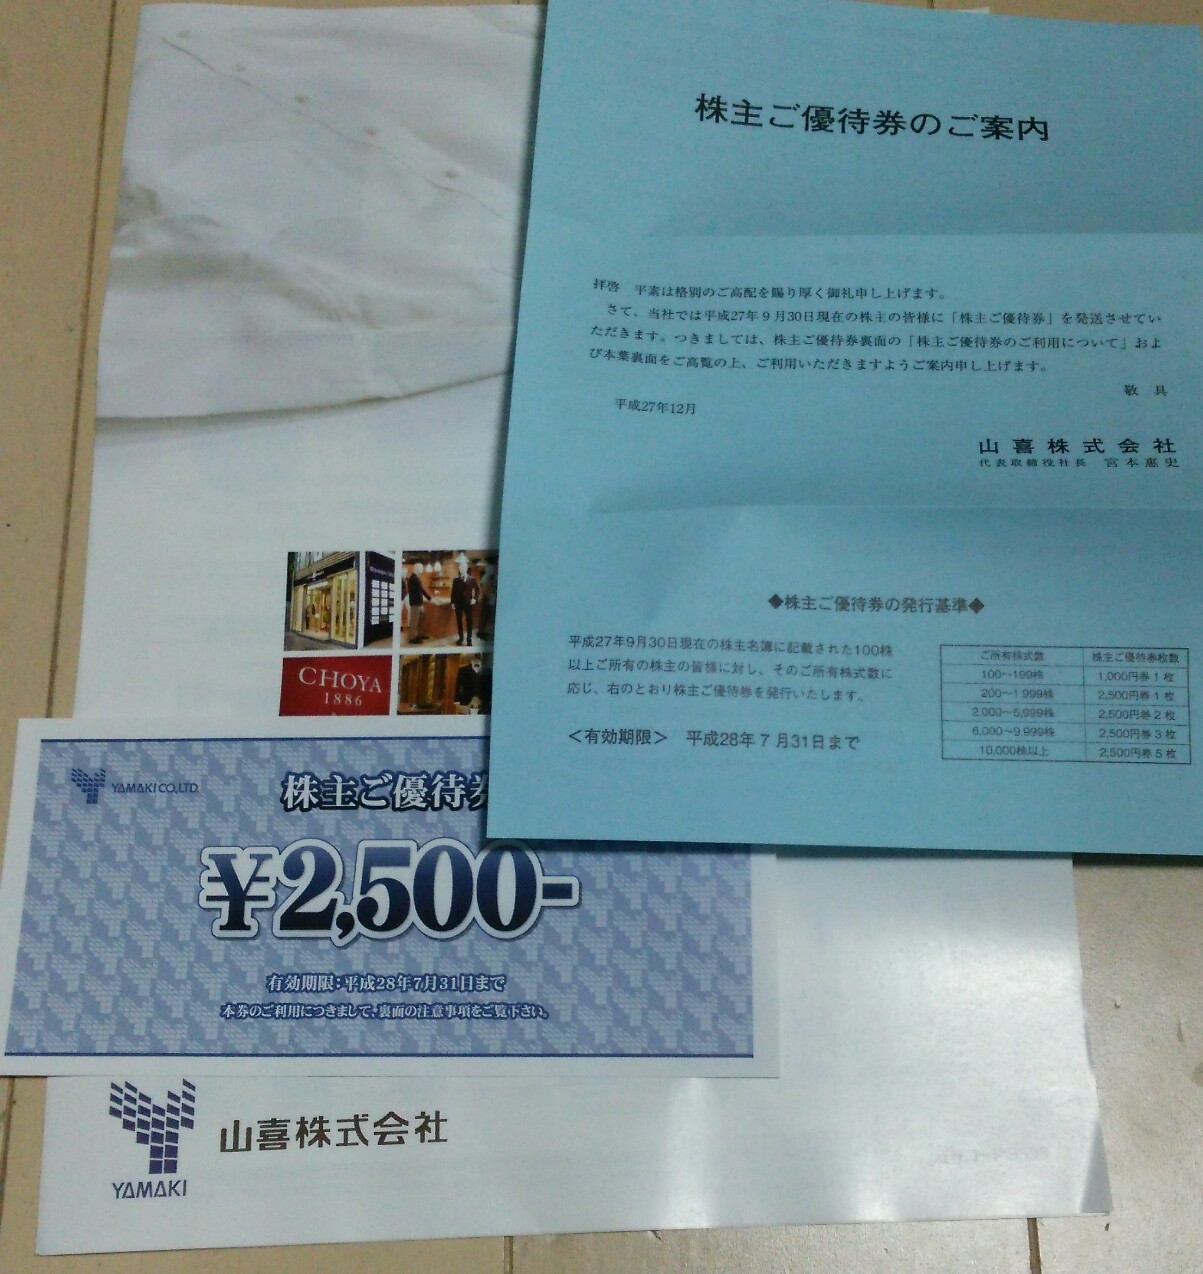 株主ご優待券のご案内
拝啓 平素は格別のご高配を賜り厚く御礼申し上げます。
さて、当社では平成27年9月30日現在の株主の皆様に「株主ご優待券」を発送させてい
ただきます。つきましては、株主ご優待券裏面の「株主ご優待券のご利用について」およ
び本葉裏面をご高覧の上、ご利用いただきますようご案内申し上げます。
敬 具
平成27年12月
山喜株式会社
代表取締役社長 宮本惠史
◆株主ご優待券の発行基準◆
平成27年9月30日現在の株主名簿に記載された100株
以上ご所有の株主の皆様に対し、そのご所有株式数に
応じ、右のとおり株主ご優待券を発行いたします。
<有効期限> 平成28年7月31日まで
ご所有株式数 株主ご優待券枚数
100〜199株 1,000円券1枚
200〜1,999株 2,500円券1枚
2,000〜5,999株 2,500円券2枚
6,000〜9,999株 2,500円券3枚
10,000株以上 2,500円券5枚
CHOYA
1886
YAMAKI CO.,LTD
株主ご優待券
¥2,500-
有効期限:平成28年7月31日まで
本券のご利用につきまして、裏面の注意事項をご覧下さい。
山喜株式会社
YAMAKI